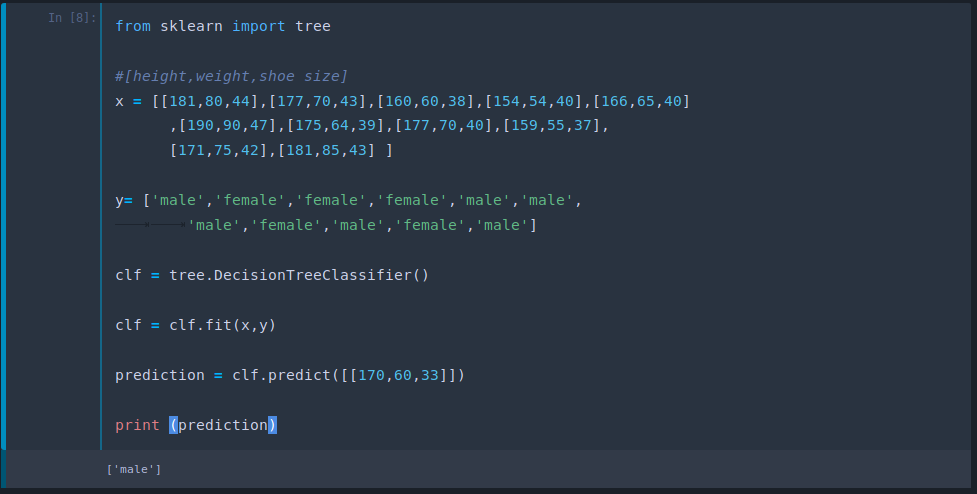 In [8]:
from sklearn import tree
#[height,weight,shoe size]
x = [[181,80,44],[177,70,43],[160,60,38],[154,54,40],[166,65,40]
,[190,90,47],[175,64,39],[177,70,40],[159,55,37],
[171,75,42],[181,85,43] ]
y= ['male','female','female','female','male','male',
'male','female','male','female','male']
clf = tree.DecisionTreeClassifier()
clf = clf.fit(x,y)
prediction = clf.predict([[170,60,33]])
print (prediction)
['male']